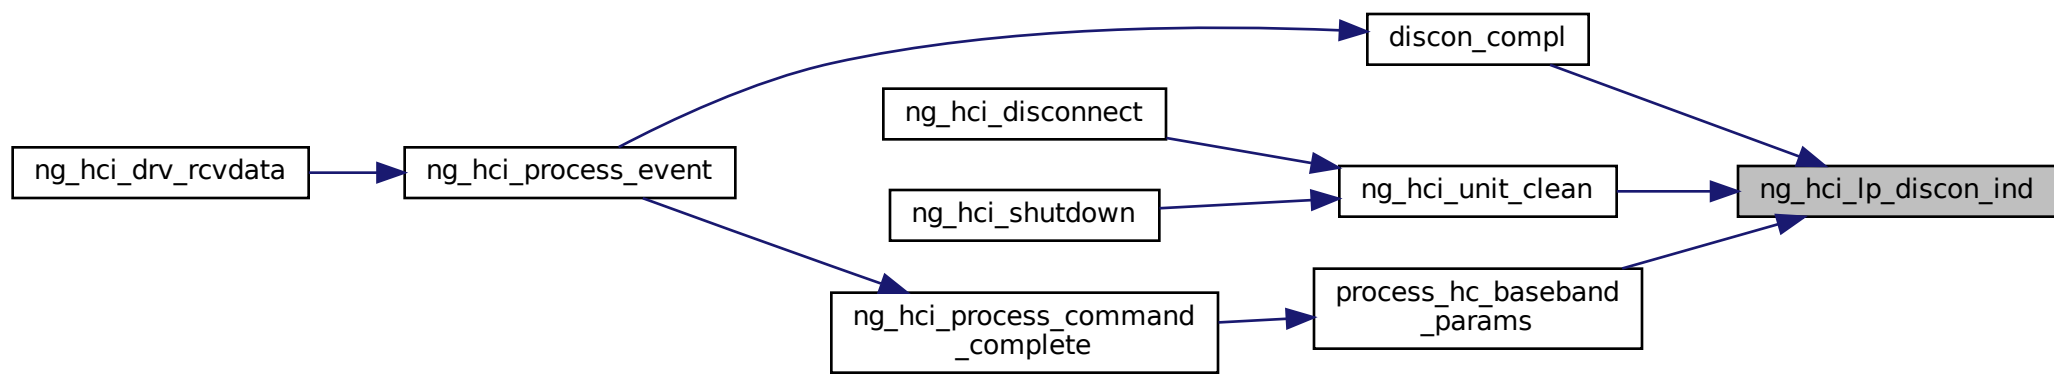 discon_compl
ng_hci_disconnect
ng_hci_drv_rcvdata
ng_hci_process_event
ng_hci_unit_clean
ng_hci_lp_discon_ind
ng_hci_shutdown
process_hc_baseband
_params
ng_hci_process_command
_complete